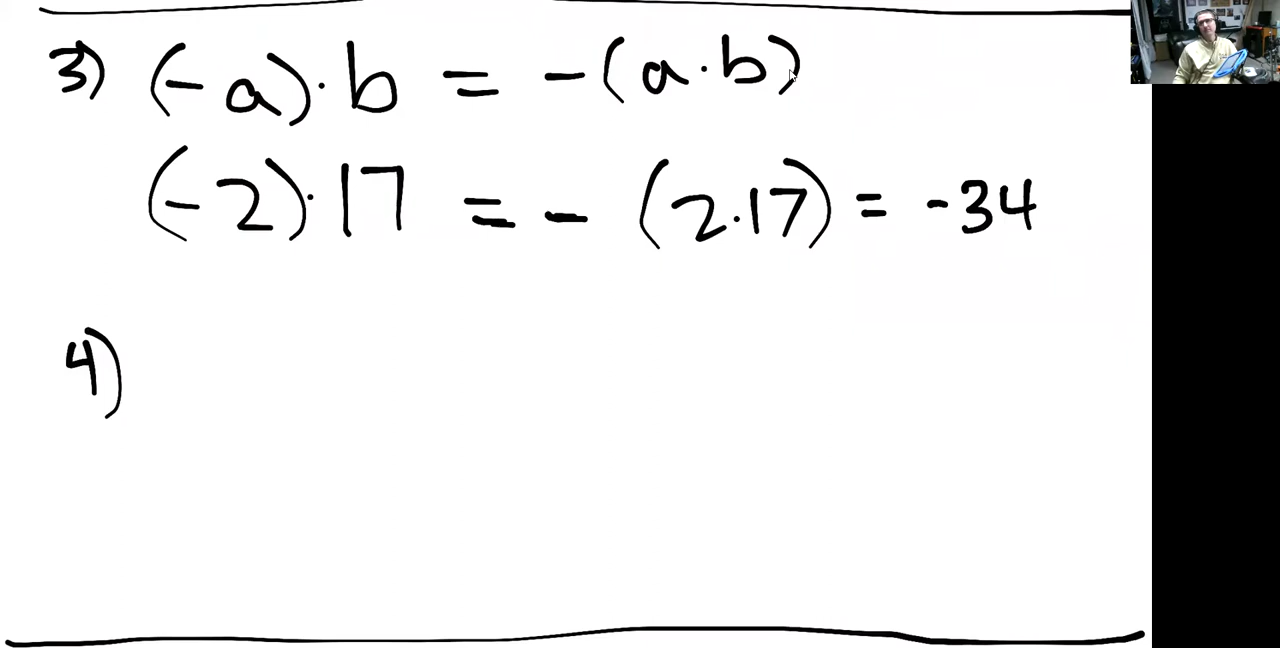 3) (-a)·b = -(a·b)
(-2)·17 = -(2·17) = -34
4)